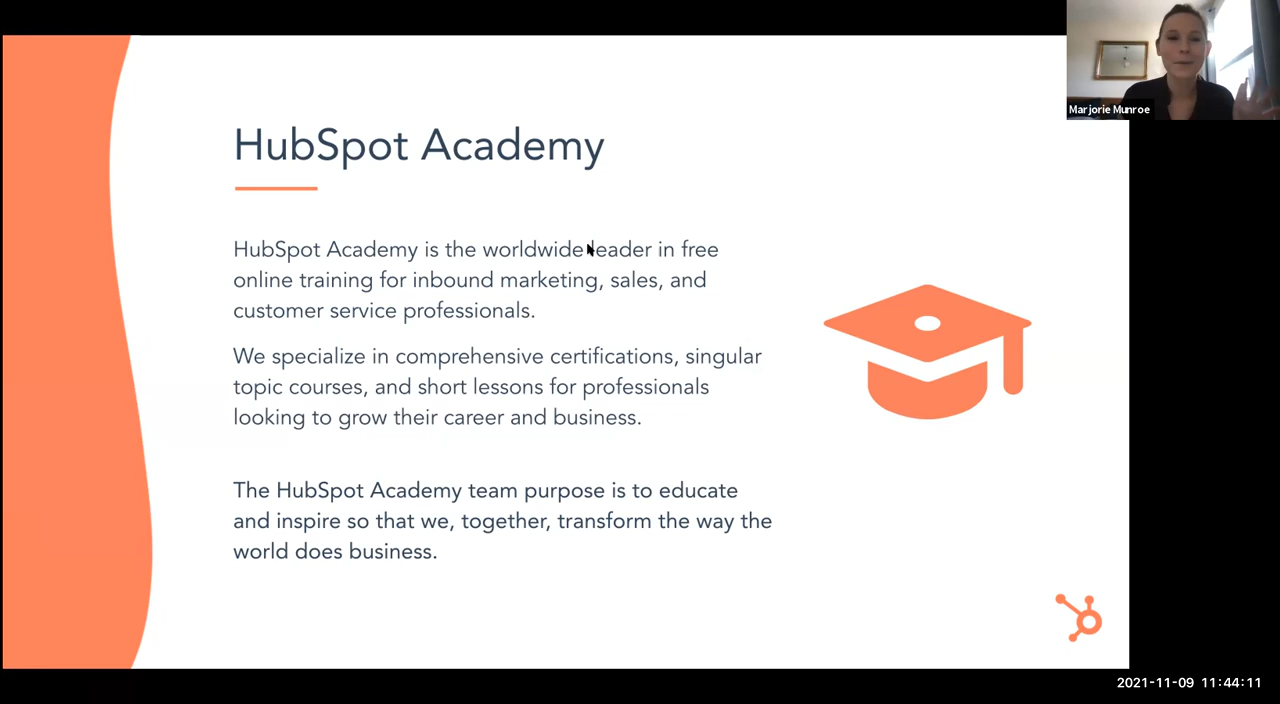 Marjorie Munroe
HubSpot Academy
HubSpot Academy is the worldwide leader in free
online training for inbound marketing, sales, and
customer service professionals.
We specialize in comprehensive certifications, singular
topic courses, and short lessons for professionals
looking to grow their career and business.
The HubSpot Academy team purpose is to educate
and inspire so that we, together, transform the way the
world does business.
2021-11-09 11:44:11